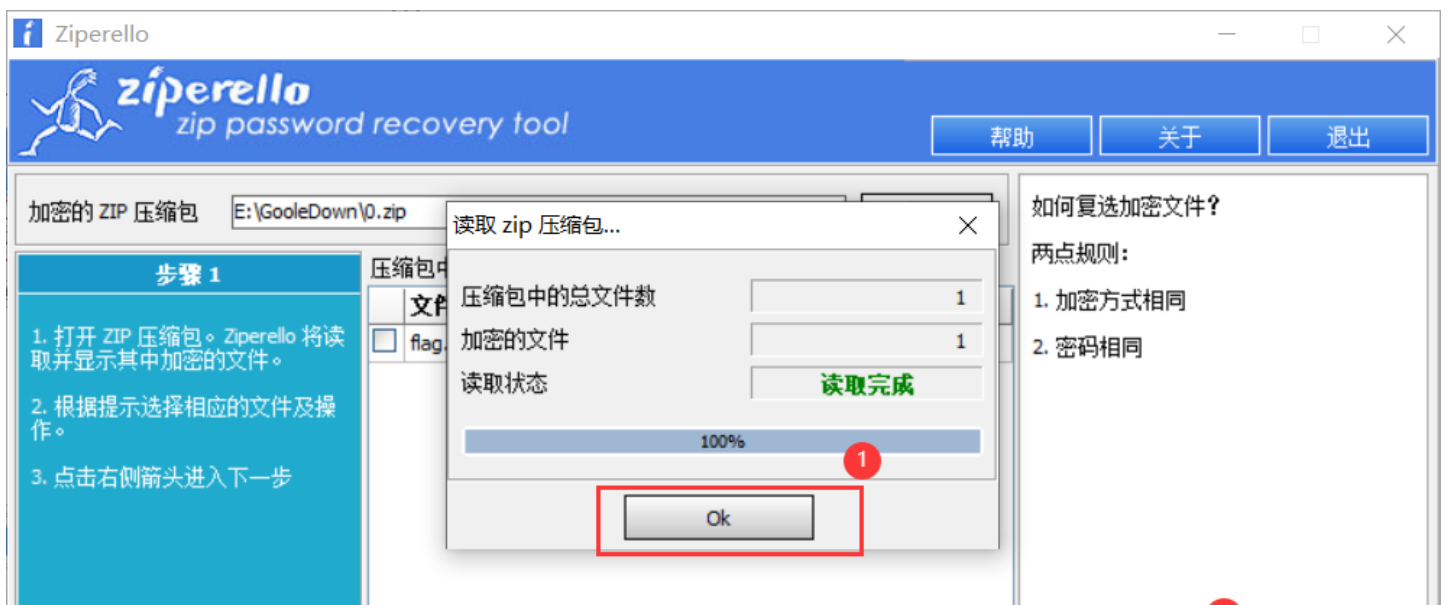 Ziperello
ziperello
zip password recovery tool
帮助
关于
退出
加密的 ZIP 压缩包
E:\GooleDown\0.zip
步骤 1
1. 打开 ZIP 压缩包。Ziperello 将读
取并显示其中加密的文件。
2. 根据提示选择相应的文件及操
作。
3. 点击右侧箭头进入下一步
压缩包中
文件
flag.
读取 zip 压缩包...
压缩包中的总文件数
1
加密的文件
1
读取状态
读取完成
100%
1
Ok
如何复选加密文件?
两点规则:
1. 加密方式相同
2. 密码相同